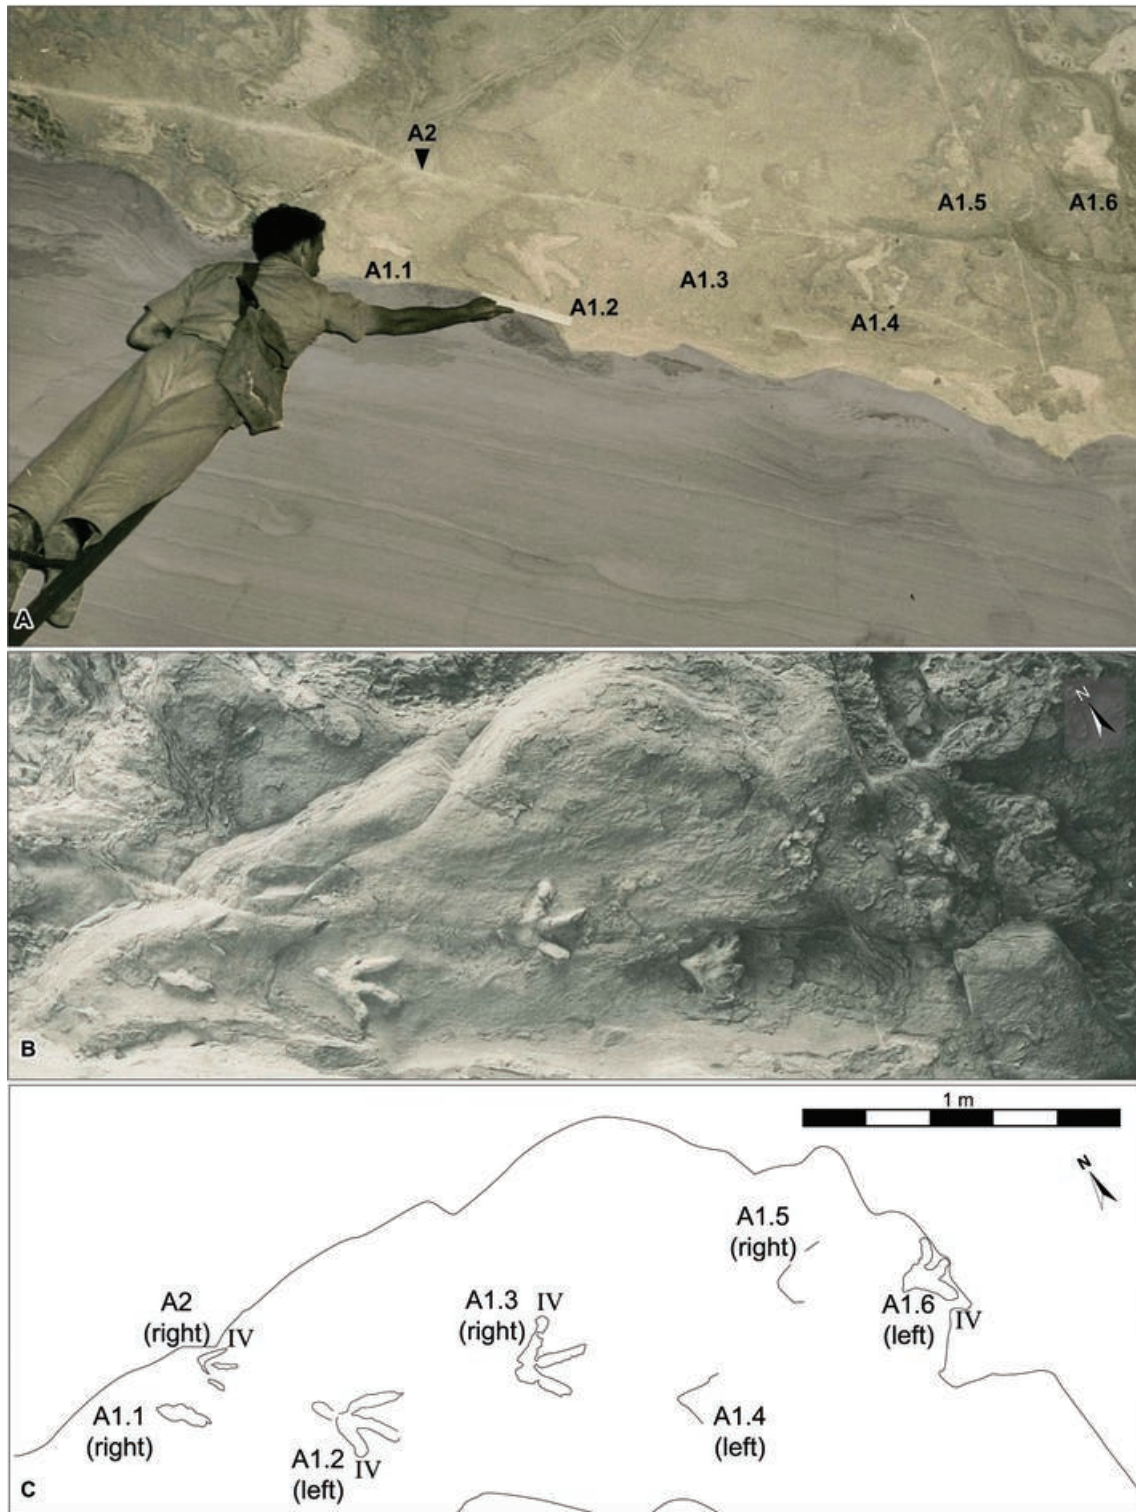 A2
A1.5
A1.6
A1.1
A1.3
A1.2
A1.4
A
N
B
1 m
N
A1.5
(right)
A2
(right)
IV
A1.3
(right)
IV
A1.6
(left)
IV
A1.1
(right)
A1.2
(left)
IV
A1.4
(left)
C